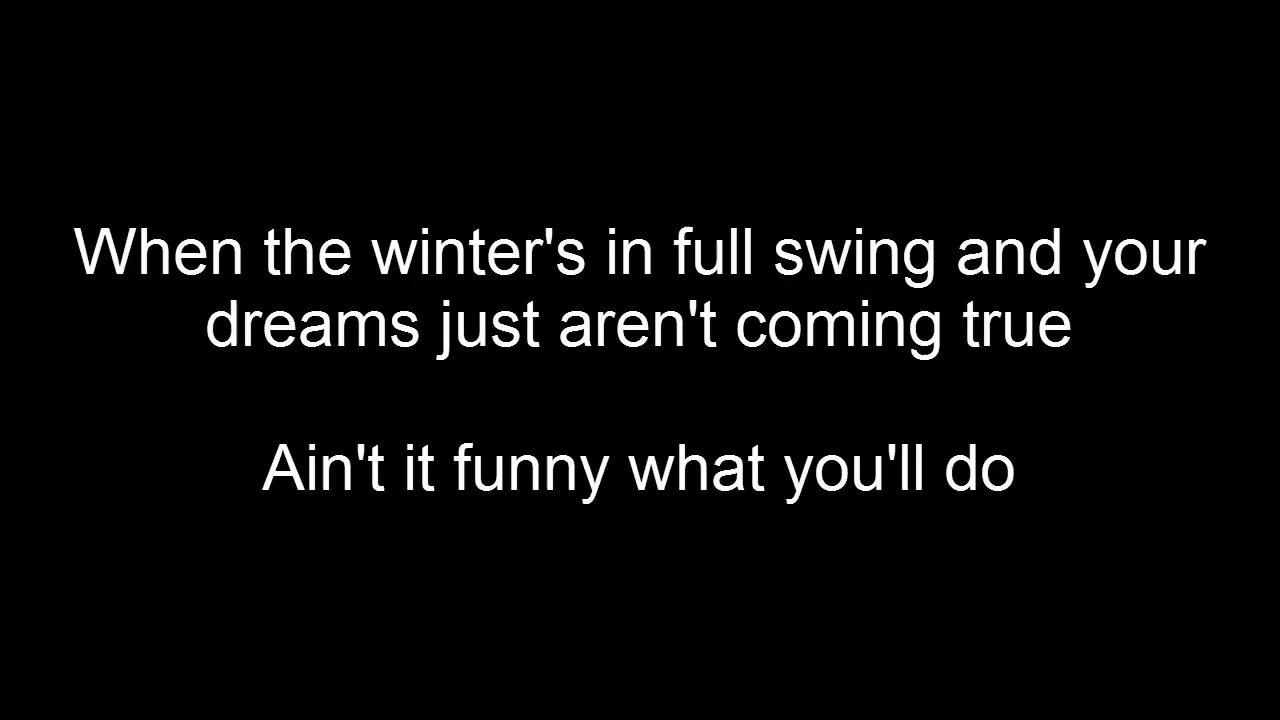 When the winter's in full swing and your
dreams just aren't coming true
Ain't it funny what you'll do